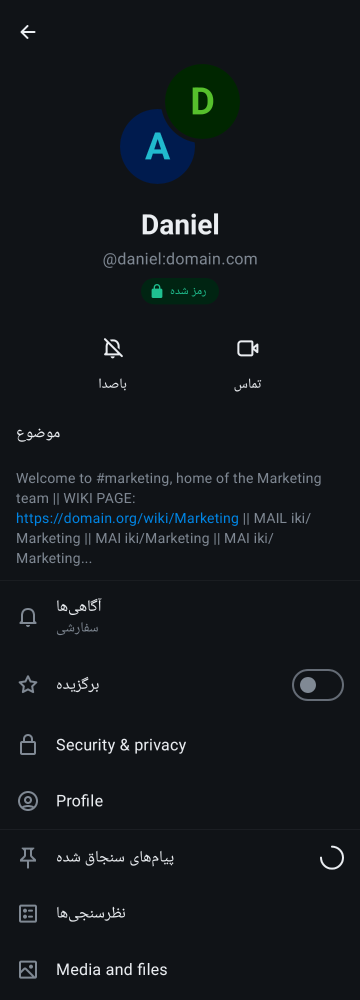 D
A
Daniel
@daniel:domain.com
رمز شده
باصدا
تماس
موضوع
Welcome to #marketing, home of the Marketing
team || WIKI PAGE:
https://domain.org/wiki/Marketing || MAIL iki/
Marketing || MAI iki/Marketing || MAI iki/
Marketing...
آگاهی‌ها
سفارشی
برگزیده
Security & privacy
Profile
پیام‌های سنجاق شده
نظرسنجی‌ها
Media and files